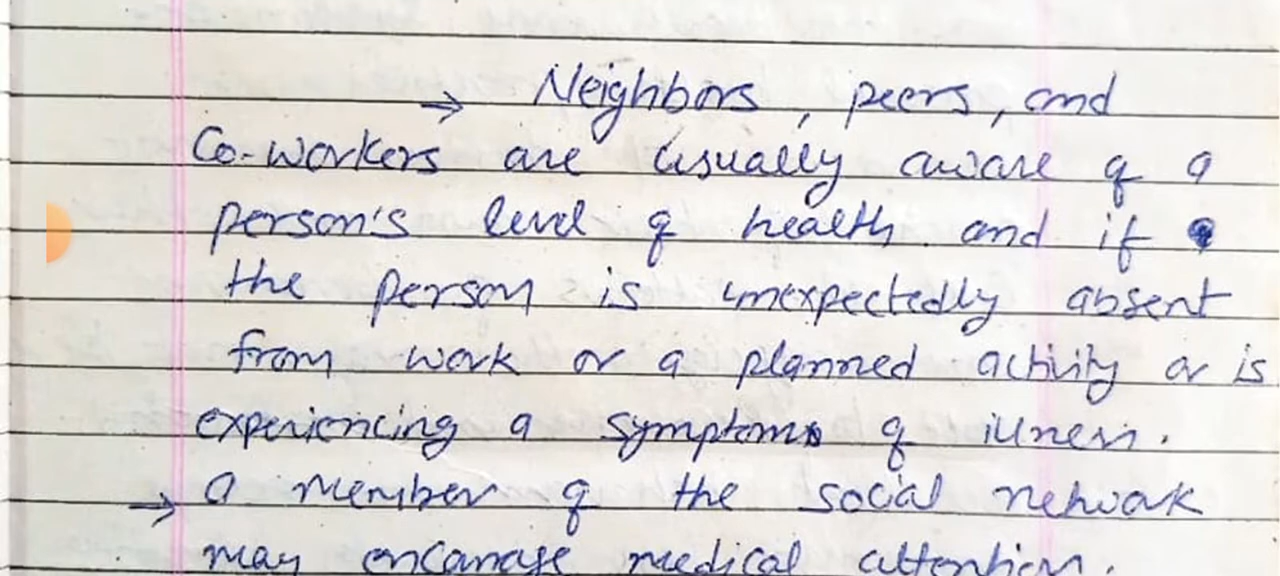 → Neighbors, peers, and
Co-workers are usually aware of a
person's level of health and if
the person is unexpectedly absent
from work or a planned activity or is
experiencing a symptoms of illness.
→ a member of the social network
may encourage medical attention.